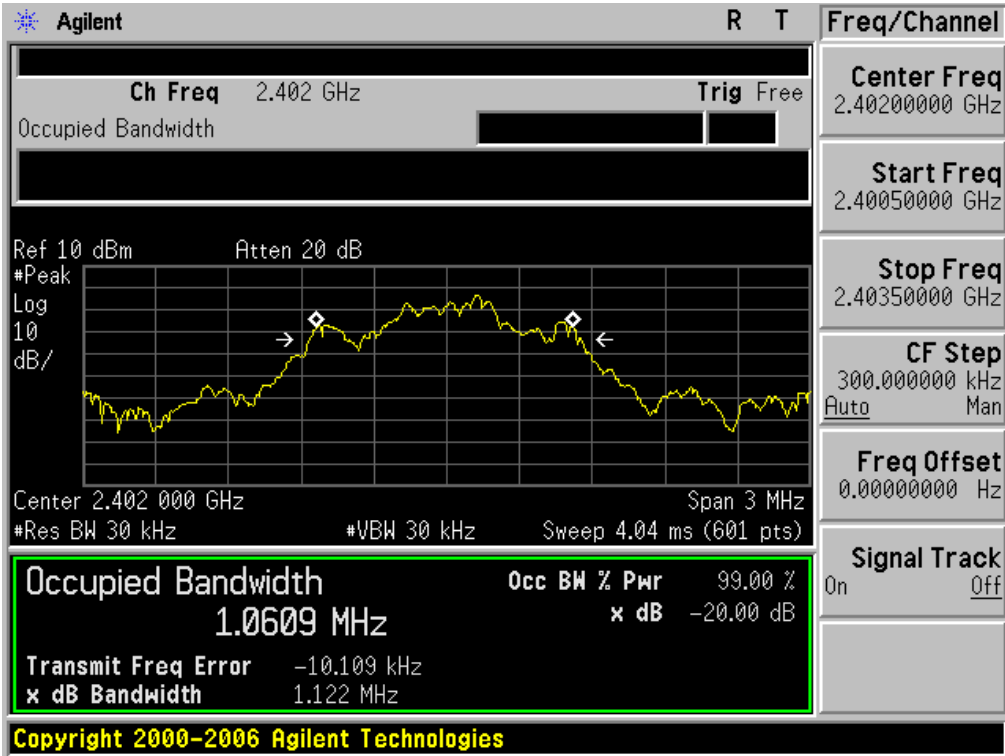 Agilent R T
Freq/Channel
Ch Freq 2.402 GHz Trig Free
Occupied Bandwidth
Center Freq
2.40200000 GHz
Start Freq
2.40050000 GHz
Stop Freq
2.40350000 GHz
CF Step
300.000000 kHz
Auto Man
Freq Offset
0.00000000 Hz
Signal Track
On Off
Ref 10 dBm Atten 20 dB
#Peak
Log
10
dB/
Center 2.402 000 GHz Span 3 MHz
#Res BW 30 kHz #VBW 30 kHz Sweep 4.04 ms (601 pts)
Occupied Bandwidth Occ BW % Pwr 99.00 %
1.0609 MHz x dB -20.00 dB
Transmit Freq Error -10.109 kHz
x dB Bandwidth 1.122 MHz
Copyright 2000-2006 Agilent Technologies